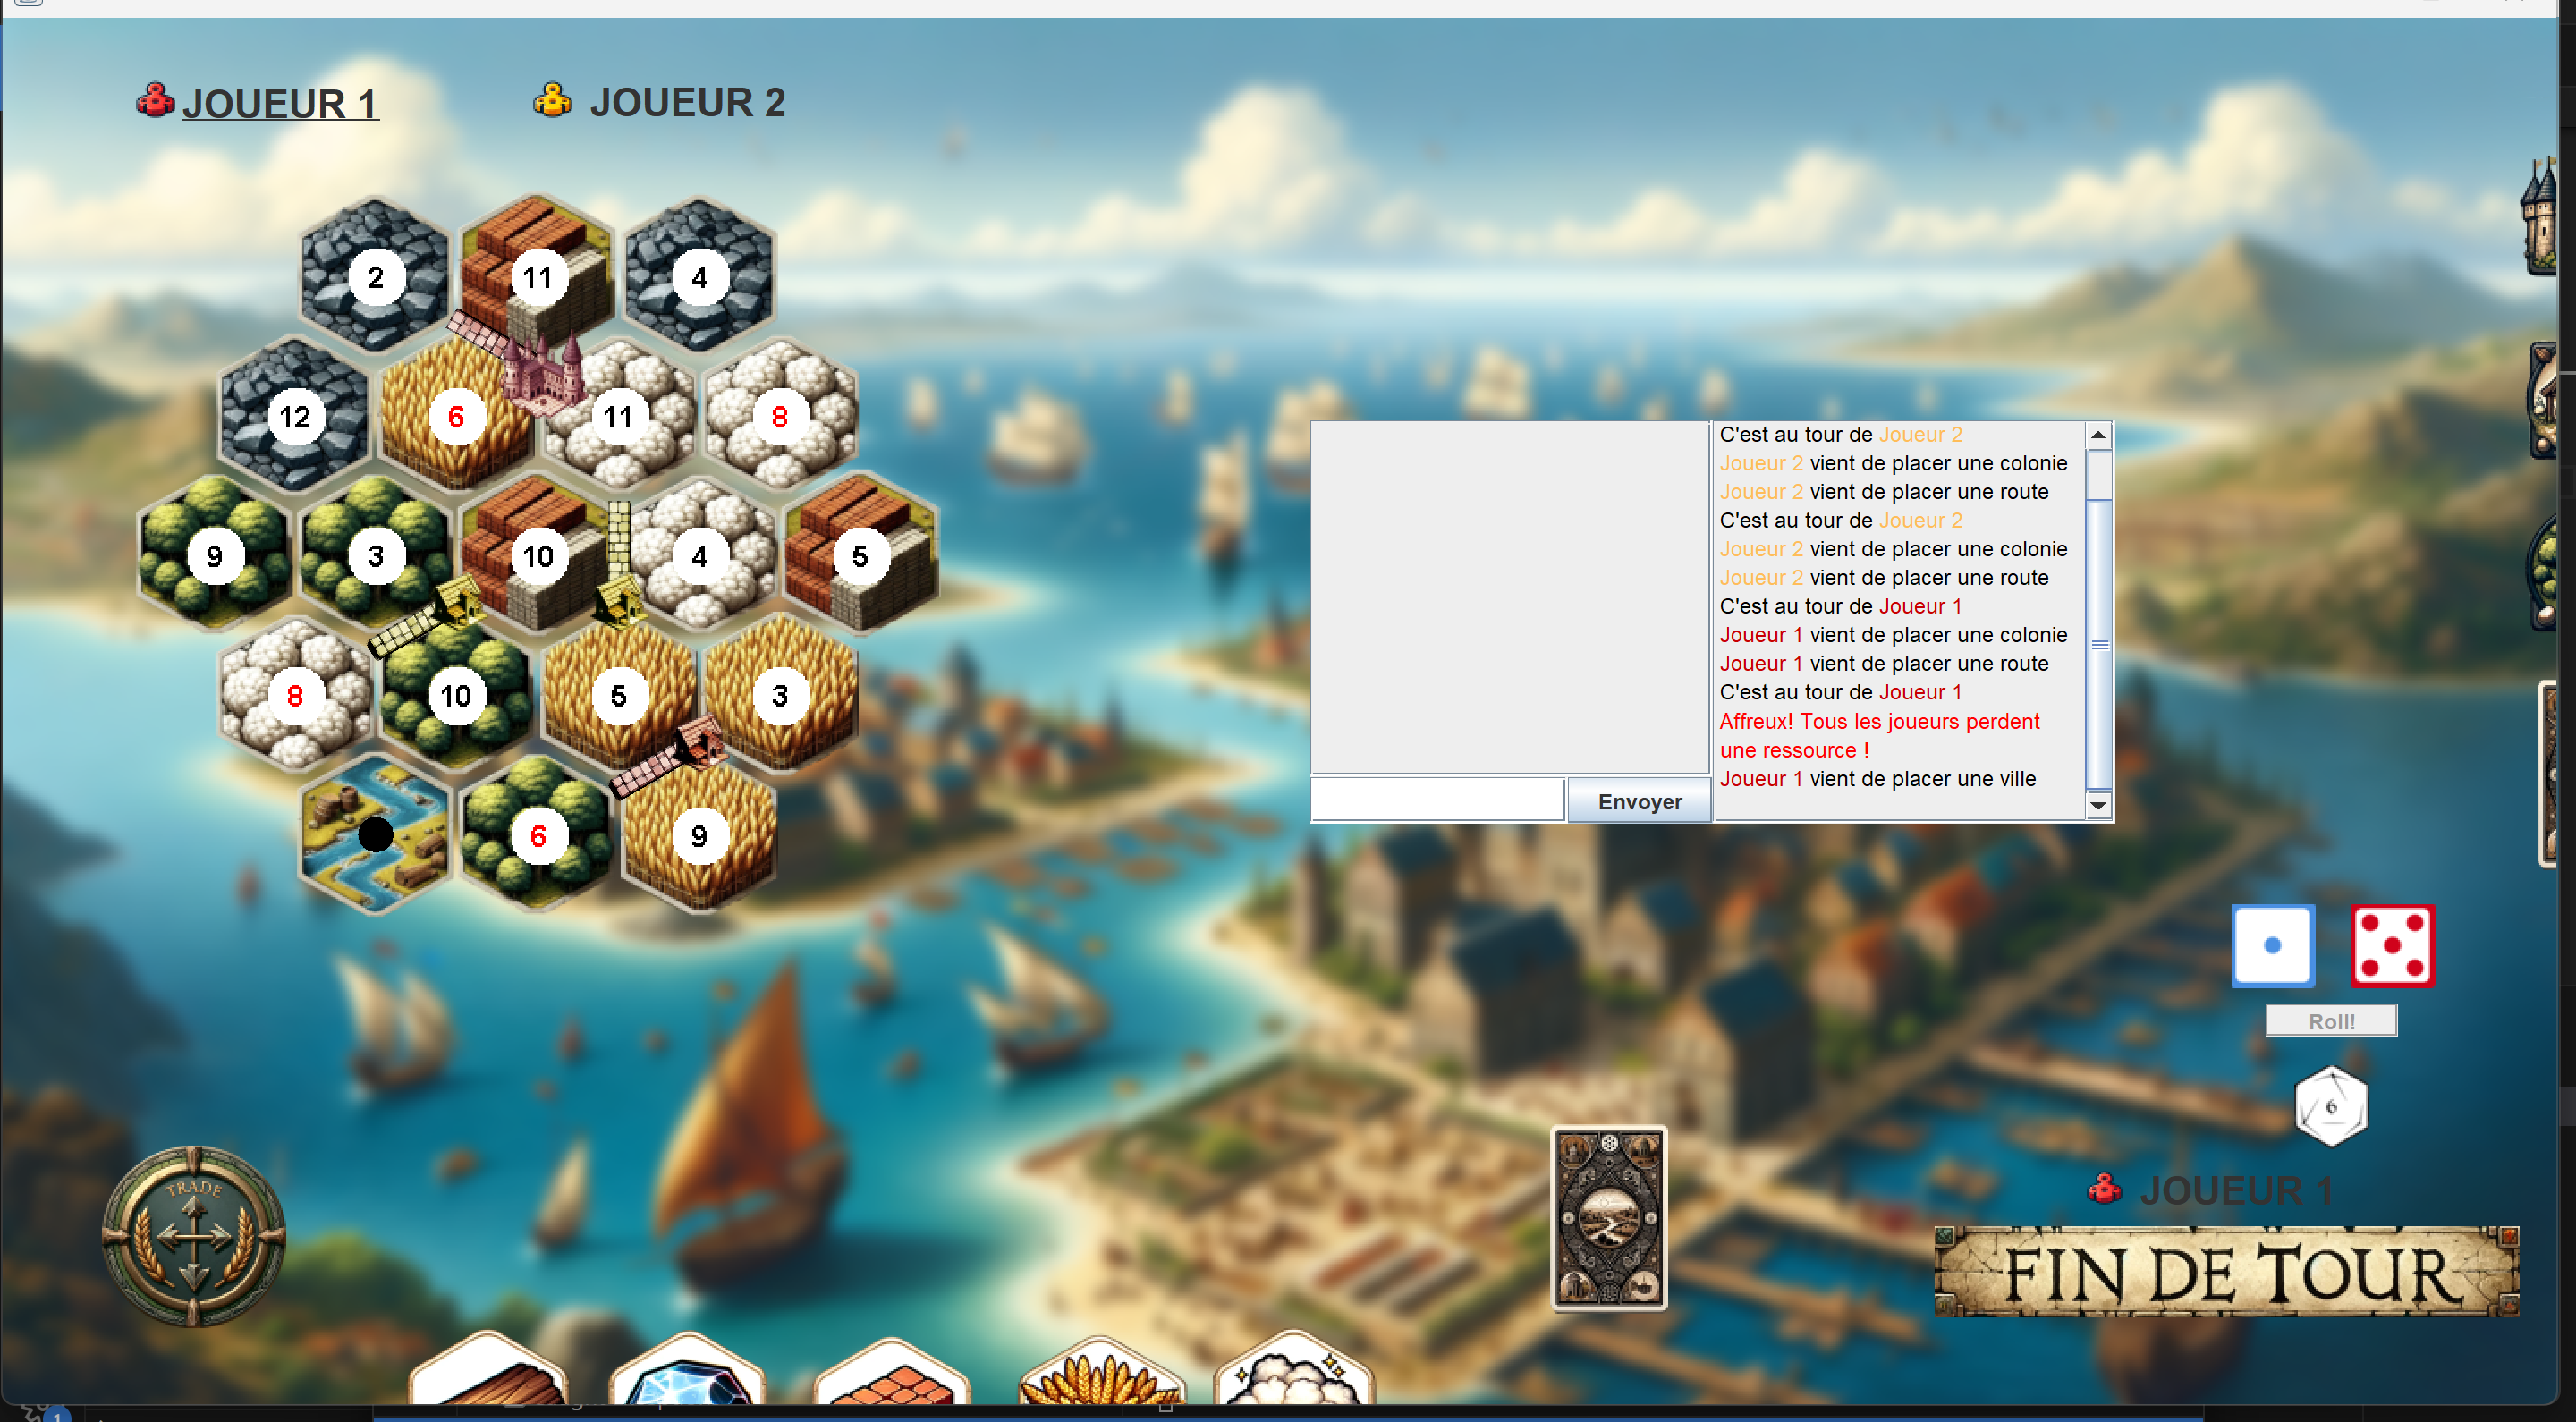 JOUEUR 1
JOUEUR 2
2
11
4
12
6
11
8
9
3
10
4
5
8
10
5
3
6
9
C'est au tour de Joueur 2
Joueur 2 vient de placer une colonie
Joueur 2 vient de placer une route
C'est au tour de Joueur 2
Joueur 2 vient de placer une colonie
Joueur 2 vient de placer une route
C'est au tour de Joueur 1
Joueur 1 vient de placer une colonie
Joueur 1 vient de placer une route
C'est au tour de Joueur 1
Affreux! Tous les joueurs perdent
une ressource !
Joueur 1 vient de placer une ville
Envoyer
Roll!
6
TRADE
JOUEUR 1
FIN DE TOUR
1